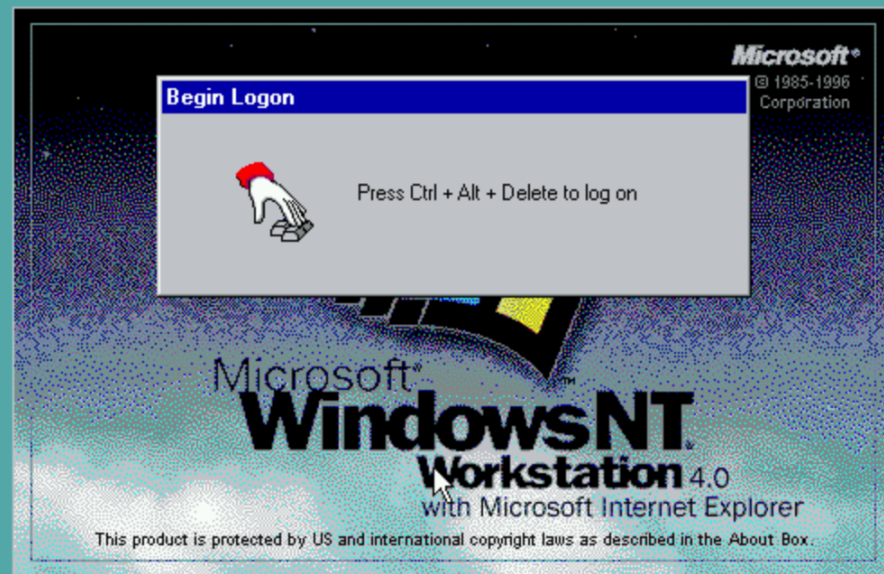 Microsoft®
© 1985-1996
Corporation
Begin Logon
Press Ctrl + Alt + Delete to log on
Microsoft®
WindowsNT®
Workstation 4.0
with Microsoft Internet Explorer
This product is protected by US and international copyright laws as described in the About Box.